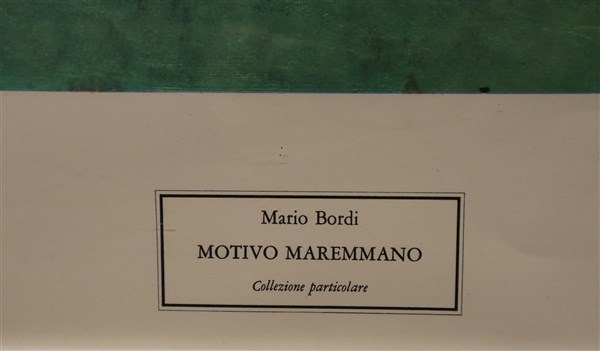 Mario Bordi
MOTIVO MAREMMANO
Collezione particolare